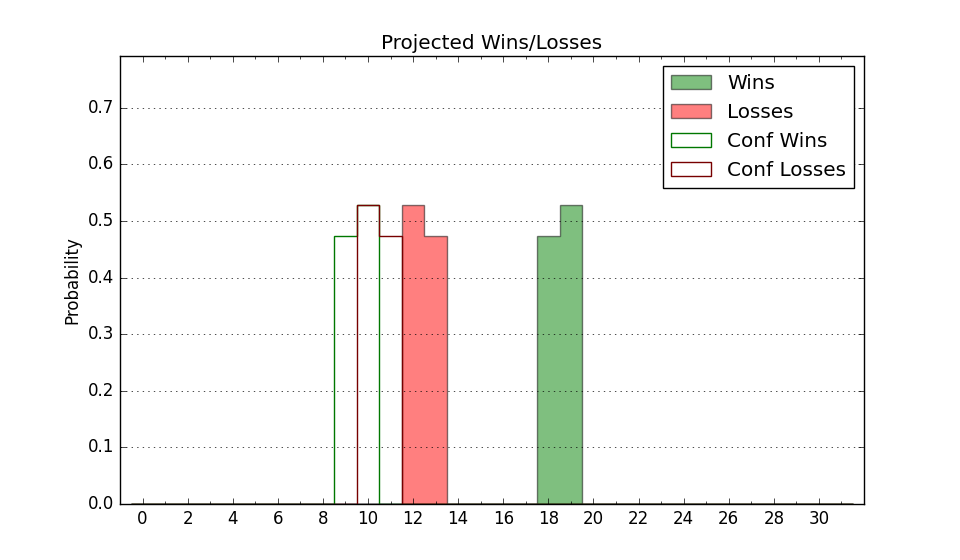 Projected Wins/Losses
Wins
Losses
Conf Wins
Conf Losses
Probability
0.7
0.6
0.5
0.4
0.3
0.2
0.1
0.0
0 2 4 6 8 10 12 14 16 18 20 22 24 26 28 30